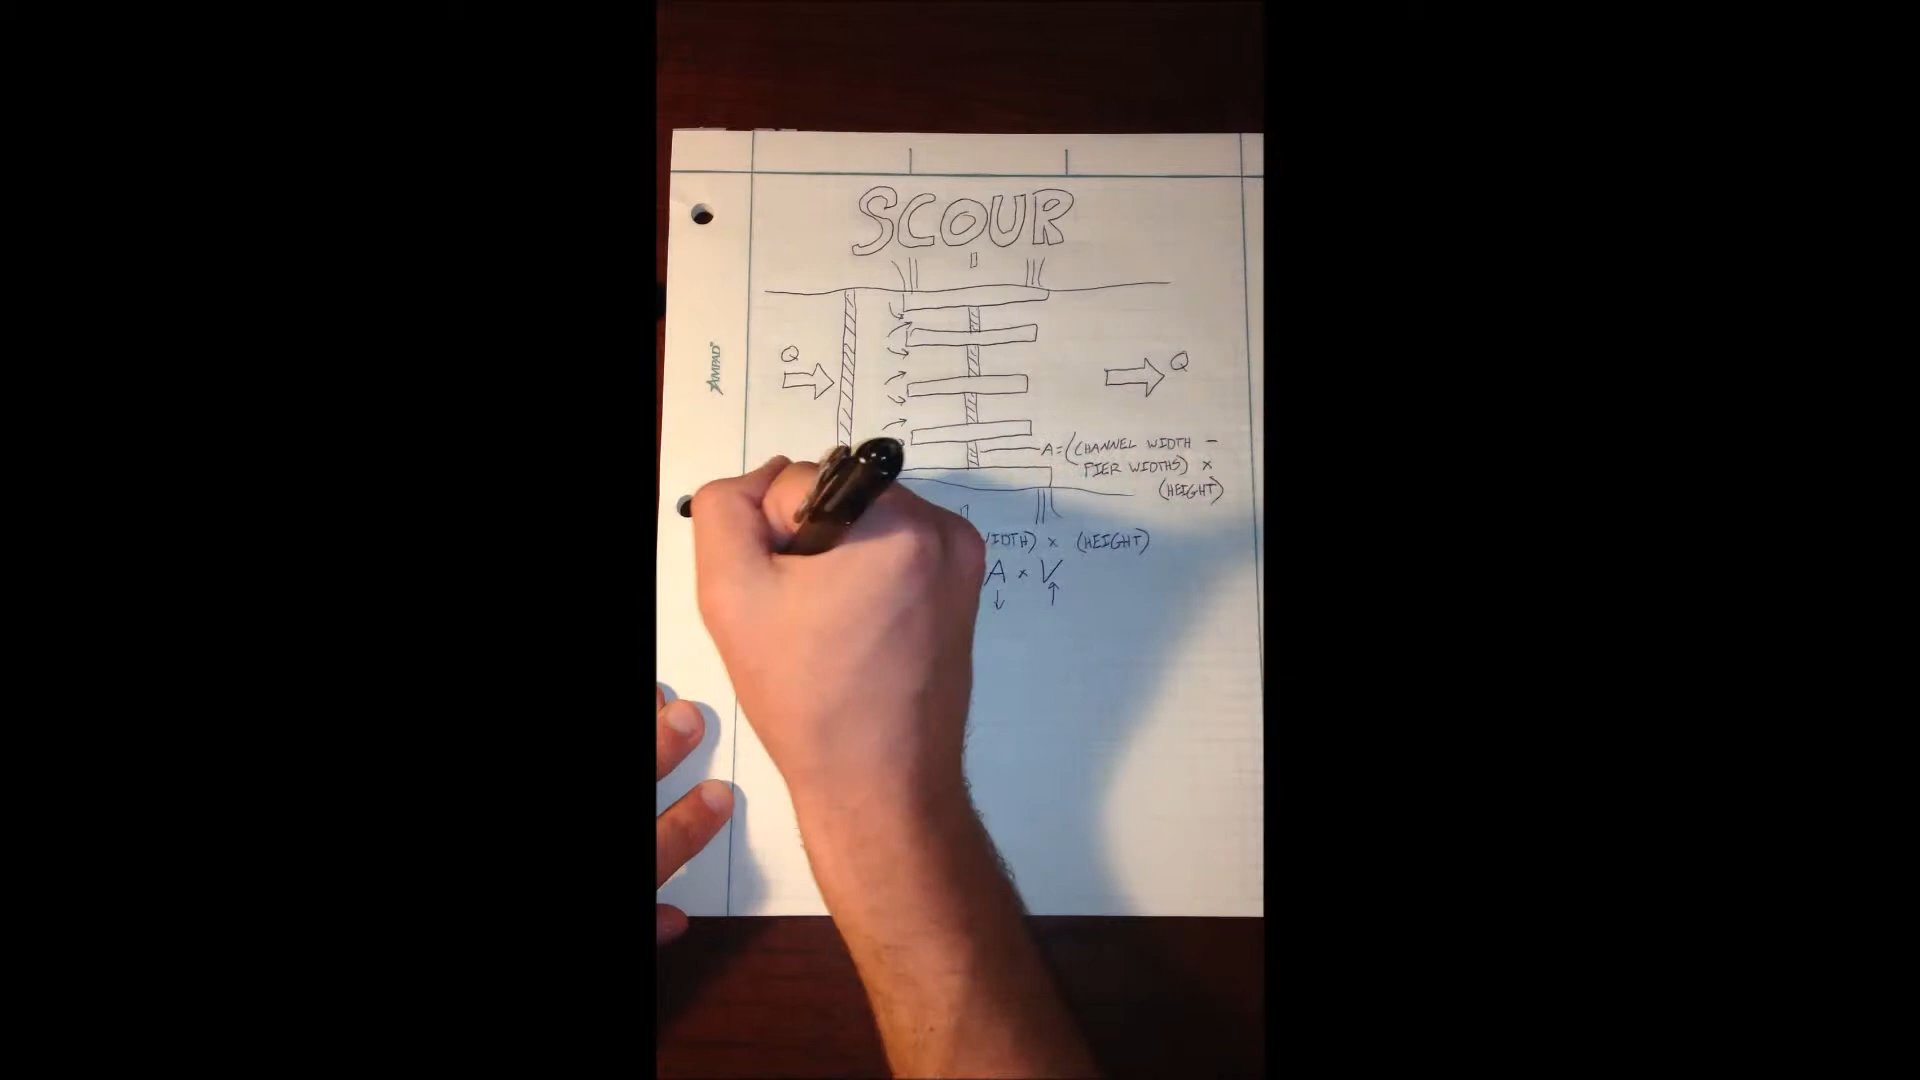 SCOUR
Q
Q
AMPAD
A=(CHANNEL WIDTH -
PIER WIDTHS) x
(HEIGHT)
x (HEIGHT)
A x V